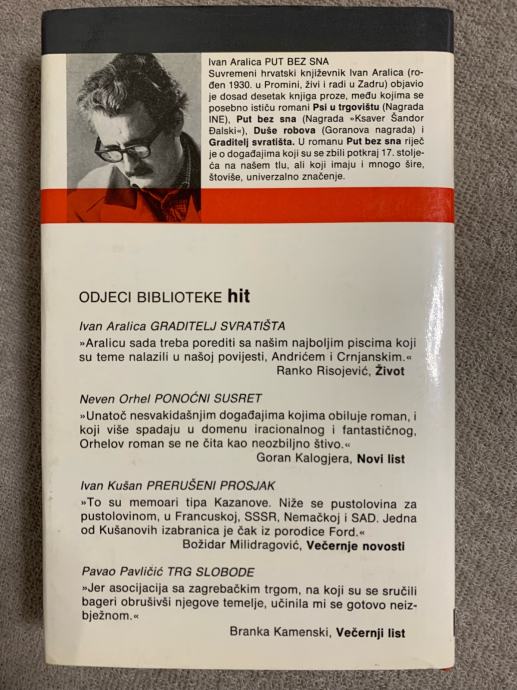 Ivan Aralica PUT BEZ SNA
Suvremeni hrvatski književnik Ivan Aralica (ro-
đen 1930. u Promini, živi i radi u Zadru) objavio
je dosad desetak knjiga proze, među kojima se
posebno ističu romani Psi u trgovištu (Nagrada
INE), Put bez sna (Nagrada »Ksaver Šandor
Đalski«), Duše robova (Goranova nagrada) i
Graditelj svratišta. U romanu Put bez sna riječ
je o događajima koji su se zbili potkraj 17. stolje-
ća na našem tlu, ali koji imaju i mnogo šire,
štoviše, univerzalno značenje.
ODJECI BIBLIOTEKE hit
Ivan Aralica GRADITELJ SVRATIŠTA
»Aralicu sada treba porediti sa našim najboljim piscima koji
su teme nalazili u našoj povijesti, Andrićem i Crnjanskim.«
Ranko Risojević, Život
Neven Orhel PONOĆNI SUSRET
»Unatoč nesvakidašnjim događajima kojima obiluje roman, i
koji više spadaju u domenu iracionalnog i fantastičnog,
Orhelov roman se ne čita kao neozbiljno štivo.«
Goran Kalogjera, Novi list
Ivan Kušan PRERUŠENI PROSJAK
»To su memoari tipa Kazanove. Niže se pustolovina za
pustolovinom, u Francuskoj, SSSR, Nemačkoj i SAD. Jedna
od Kušanovih izabranica je čak iz porodice Ford.«
Božidar Milidragović, Večernje novosti
Pavao Pavličić TRG SLOBODE
»Jer asocijacija sa zagrebačkim trgom, na koji su se sručili
bageri obrušivši njegove temelje, učinila mi se gotovo neiz-
bježnom.«
Branka Kamenski, Večernji list